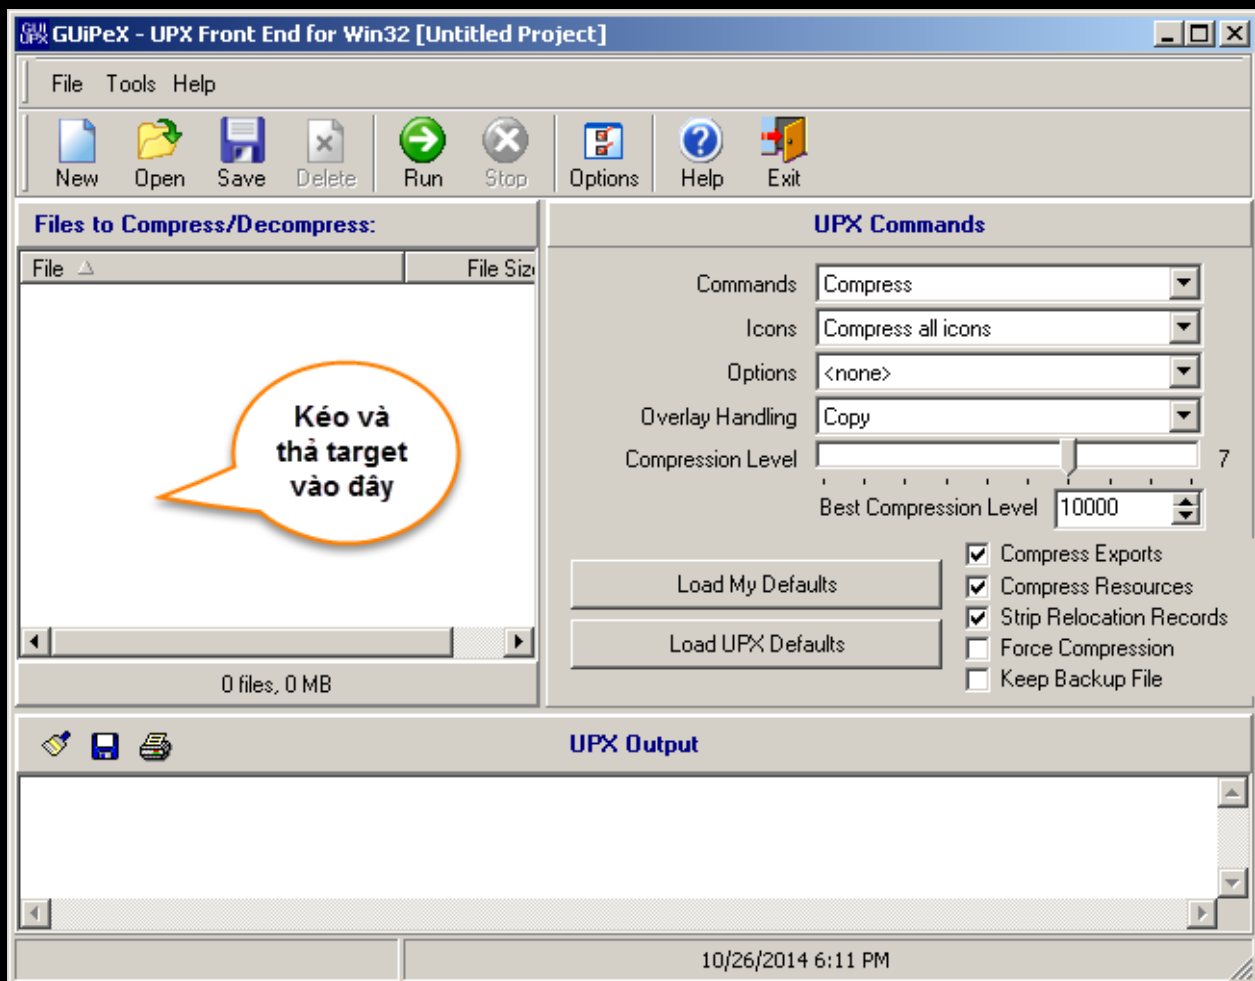 GUI UPX GUiPeX - UPX Front End for Win32 [Untitled Project]
File Tools Help
New Open Save Delete Run Stop Options Help Exit
Files to Compress/Decompress:
File File Siz
Kéo và
thả target
vào đây
0 files, 0 MB
UPX Commands
Commands Compress
Icons Compress all icons
Options <none>
Overlay Handling Copy
Compression Level 7
Best Compression Level 10000
Load My Defaults
Load UPX Defaults
Compress Exports
Compress Resources
Strip Relocation Records
Force Compression
Keep Backup File
UPX Output
10/26/2014 6:11 PM